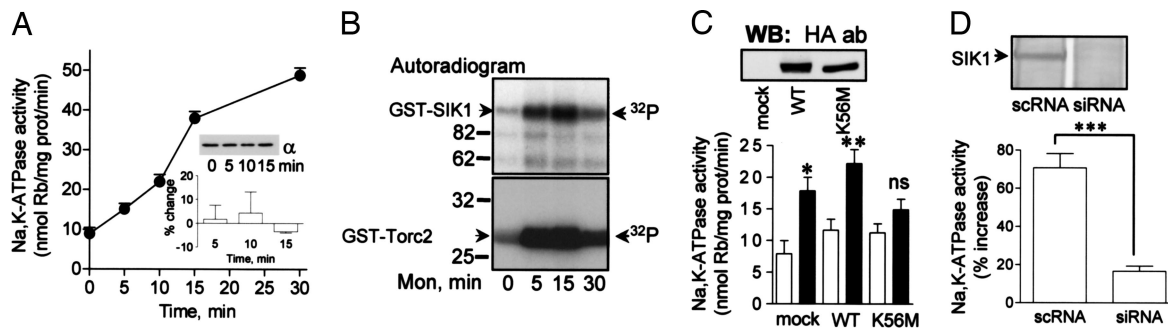 A
Na,K-ATPase activity
(nmol Rb/mg prot/min)
50
40
30
20
10
0
0 5 10 15 20 25 30
Time, min
α
0 5 10 15 min
% change
20
10
0
-10
5 10 15
Time, min
B
Autoradiogram
GST-SIK1
32P
82
62
32
GST-Torc2
32P
25
Mon, min 0 5 15 30
C
WB: HA ab
mock
WT
K56M
Na,K-ATPase activity
(nmol Rb/mg prot/min)
25
20
15
10
5
0
*
**
ns
mock WT K56M
D
SIK1
scRNA siRNA
***
Na,K-ATPase activity
(% increase)
80
60
40
20
0
scRNA siRNA